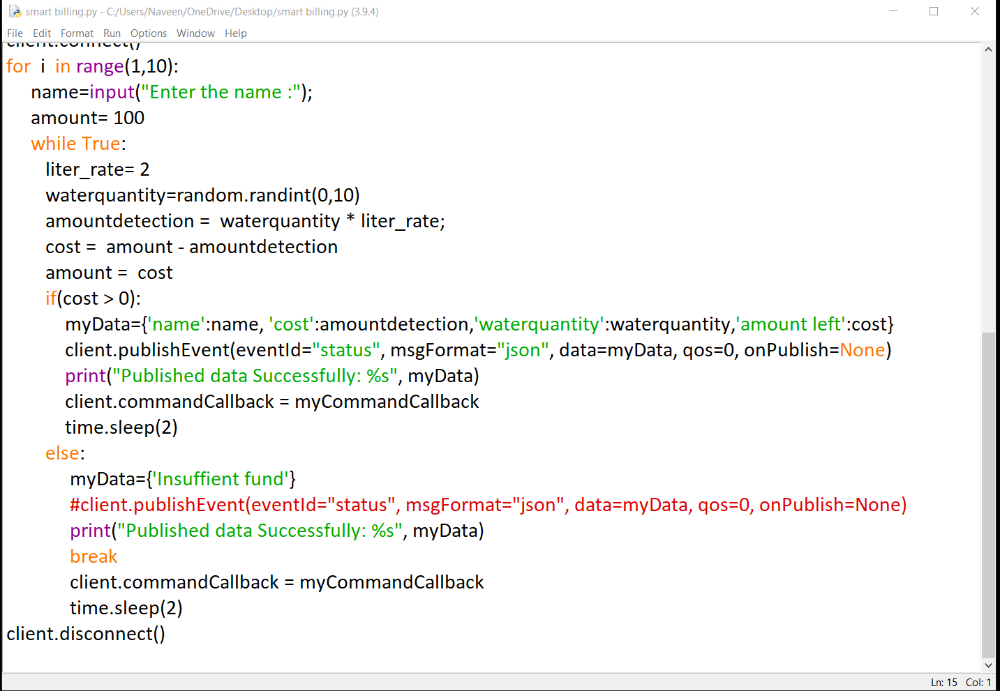 smart billing.py - C:/Users/Naveen/OneDrive/Desktop/smart billing.py (3.9.4)
File Edit Format Run Options Window Help
client.connect()
for  i  in range(1,10):
     name=input("Enter the name :");
     amount= 100
     while True:
        liter_rate= 2
        waterquantity=random.randint(0,10)
        amountdetection =  waterquantity * liter_rate;
        cost =  amount - amountdetection
        amount =  cost
        if(cost > 0):
            myData={'name':name, 'cost':amountdetection,'waterquantity':waterquantity,'amount left':cost}
            client.publishEvent(eventId="status", msgFormat="json", data=myData, qos=0, onPublish=None)
            print("Published data Successfully: %s", myData)
            client.commandCallback = myCommandCallback
            time.sleep(2)
        else:
             myData={'Insuffient fund'}
             #client.publishEvent(eventId="status", msgFormat="json", data=myData, qos=0, onPublish=None)
             print("Published data Successfully: %s", myData)
             break
             client.commandCallback = myCommandCallback
             time.sleep(2)
client.disconnect()
Ln: 15 Col: 1